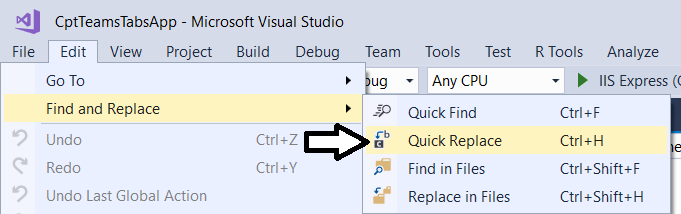 CptTeamsTabsApp - Microsoft Visual Studio
File Edit View Project Build Debug Team Tools Test R Tools Analyze
Go To bug Any CPU IIS Express (
Find and Replace
Quick Find Ctrl+F
Undo Ctrl+Z Quick Replace Ctrl+H
Redo Ctrl+Y Find in Files Ctrl+Shift+F
Undo Last Global Action Replace in Files Ctrl+Shift+H